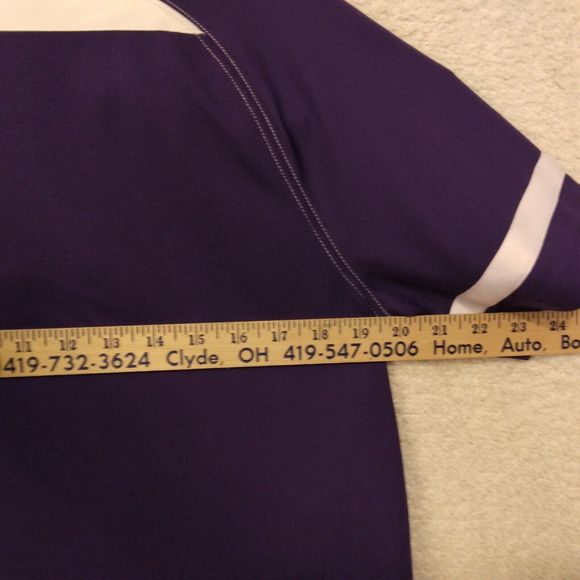 11 12 13 14 15 16 17 18 19 20 21 22 23 24
419-732-3624 Clyde, OH 419-547-0506 Home, Auto, Bo